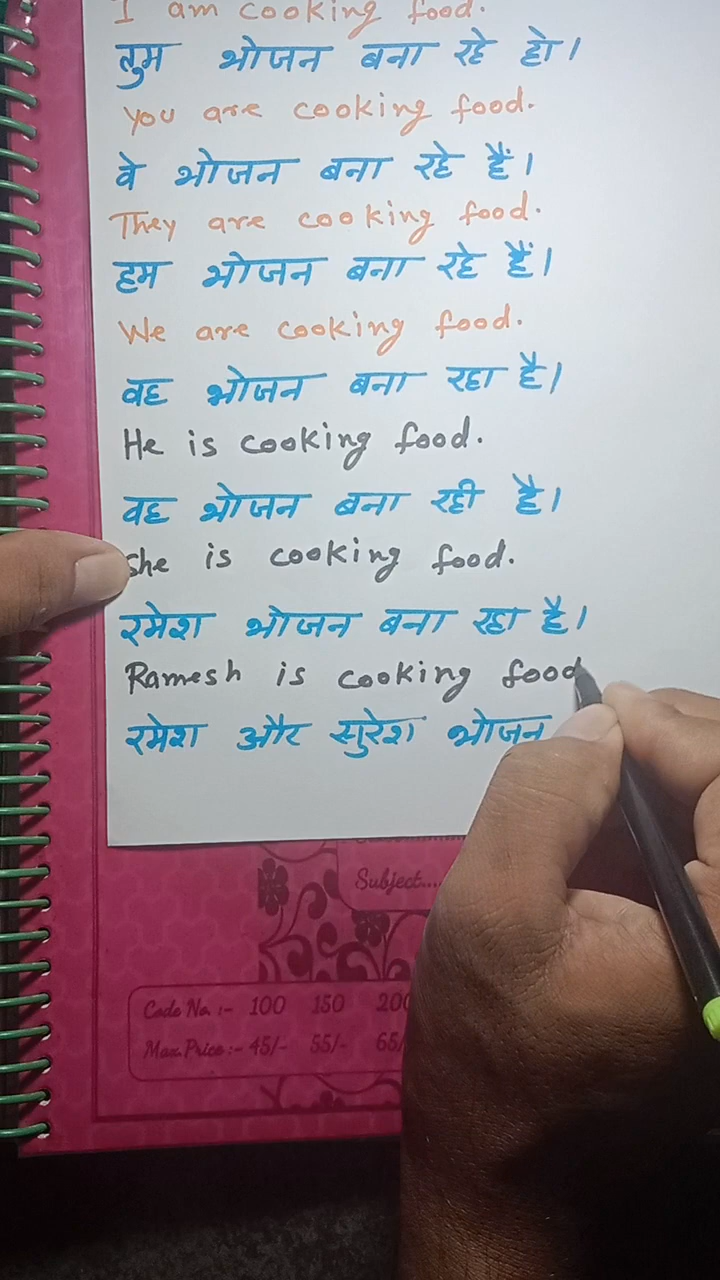 I am cooking food.
तुम भोजन बना रहे हो।
You are cooking food.
वे भोजन बना रहे हैं।
They are cooking food.
हम भोजन बना रहे हैं।
We are cooking food.
वह भोजन बना रहा है।
He is cooking food.
वह भोजन बना रही है।
She is cooking food.
रमेश भोजन बना रहा है।
Ramesh is cooking food
रमेश और सुरेश भोजन
Subject....
Code No. :- 100 150 200
Max. Price :- 45/- 55/- 65/